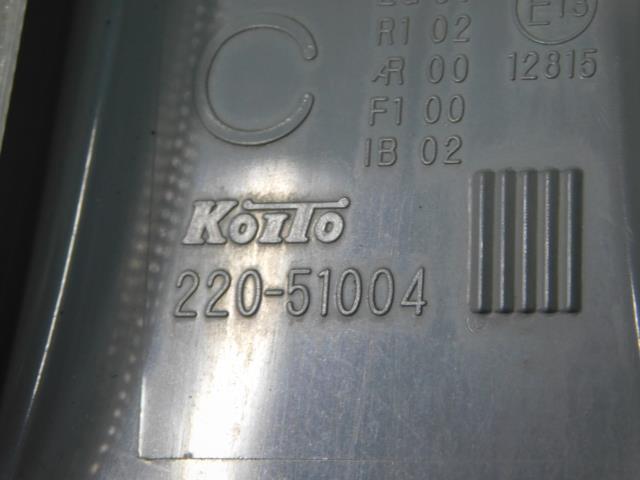 R1 02
AR 00
F1 00
IB 02
E13
12815
C
KOITO
220-51004